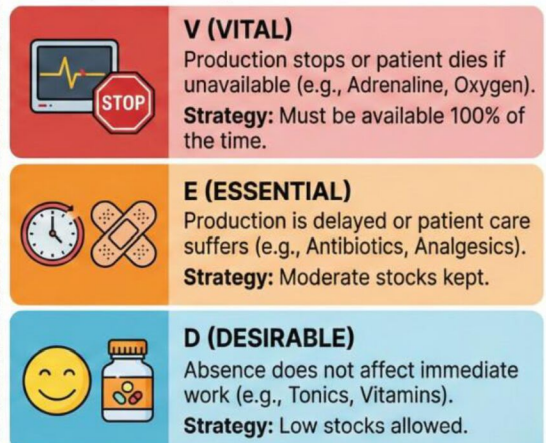 V (VITAL)
Production stops or patient dies if
unavailable (e.g., Adrenaline, Oxygen).
Strategy: Must be available 100% of
the time.
STOP
E (ESSENTIAL)
Production is delayed or patient care
suffers (e.g., Antibiotics, Analgesics).
Strategy: Moderate stocks kept.
D (DESIRABLE)
Absence does not affect immediate
work (e.g., Tonics, Vitamins).
Strategy: Low stocks allowed.